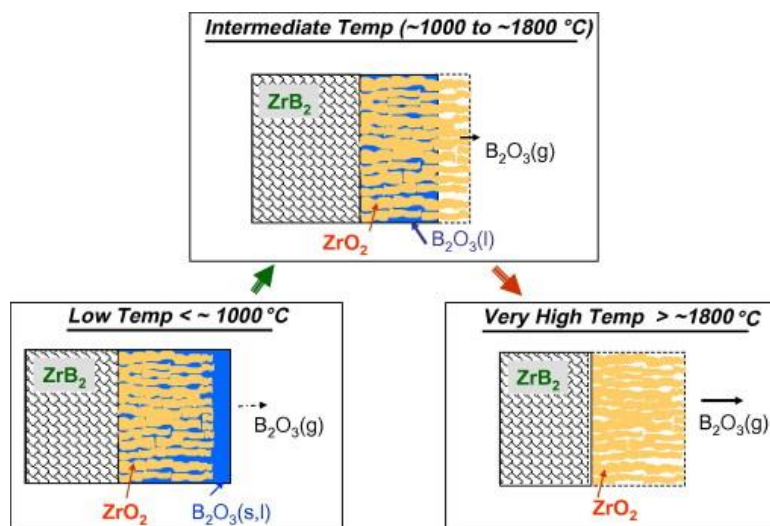 Intermediate Temp (~1000 to ~1800 °C)
ZrB₂
B₂O₃(g)
ZrO₂
B₂O₃(l)
Low Temp < ~ 1000 °C
ZrB₂
B₂O₃(g)
ZrO₂
B₂O₃(s,l)
Very High Temp > ~1800 °C
ZrB₂
B₂O₃(g)
ZrO₂